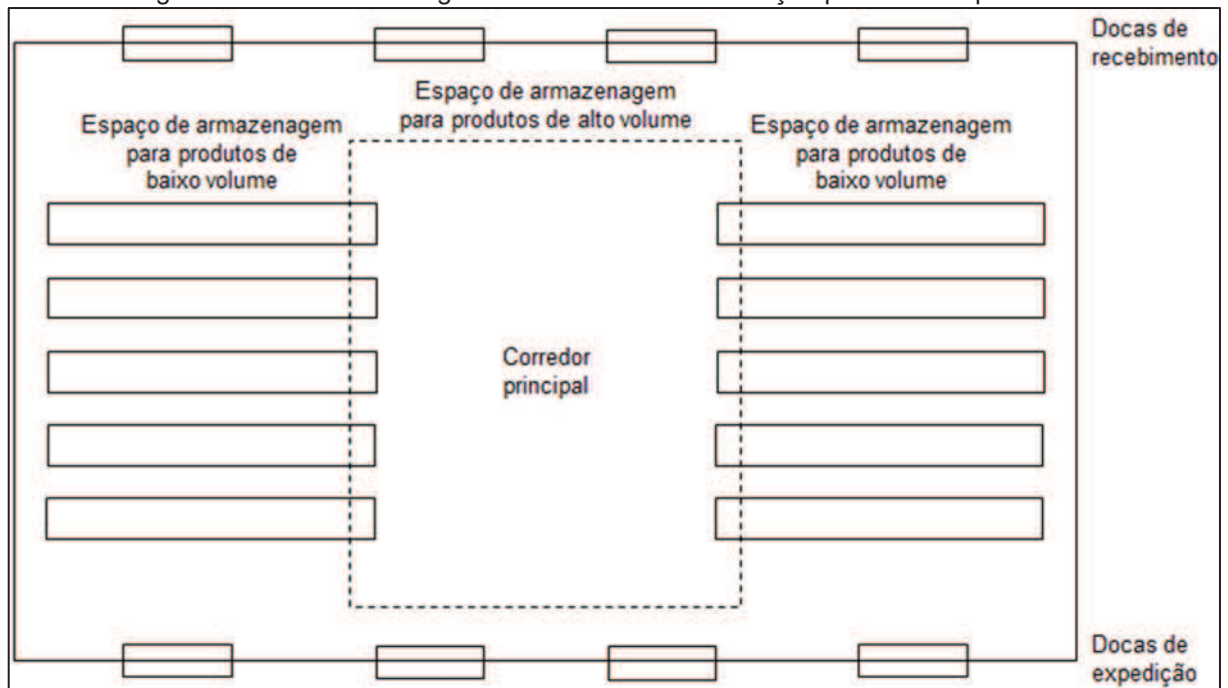 Docas de
recebimento
Espaço de armazenagem
para produtos de alto volume
Espaço de armazenagem
para produtos de
baixo volume
Espaço de armazenagem
para produtos de
baixo volume
Corredor
principal
Docas de
expedição